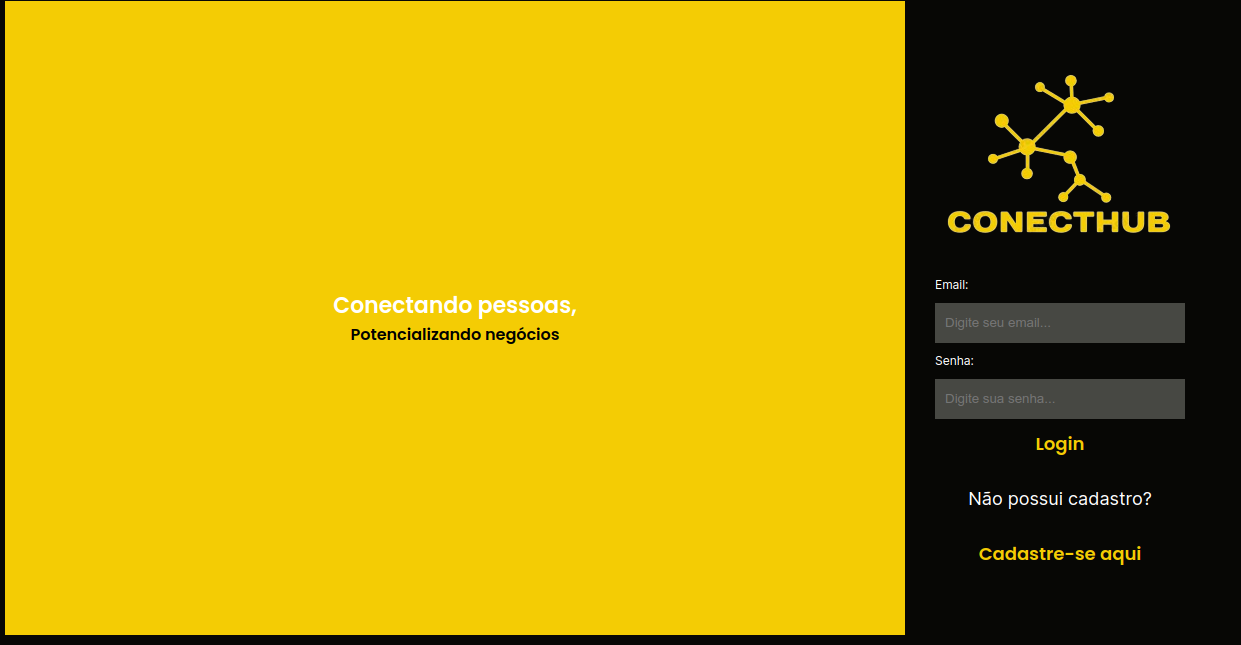 Conectando pessoas,
Potencializando negócios
CONECTHUB
Email:
Digite seu email...
Senha:
Digite sua senha...
Login
Não possui cadastro?
Cadastre-se aqui